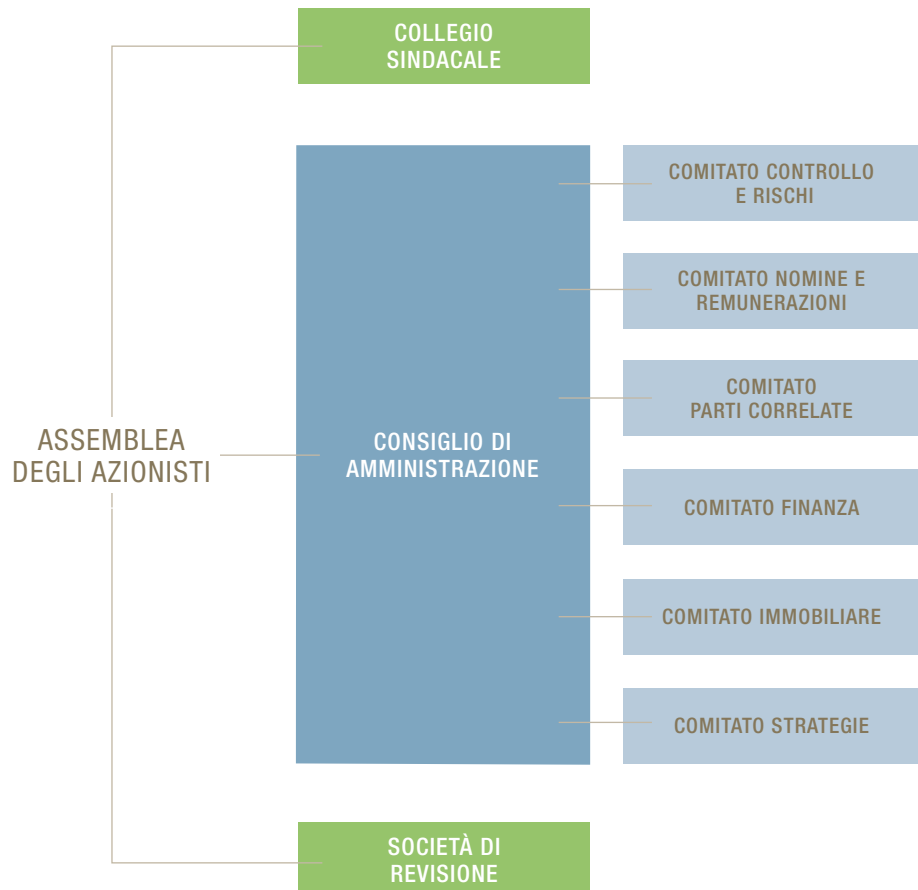 COLLEGIO
SINDACALE
COMITATO CONTROLLO
E RISCHI
COMITATO NOMINE E
REMUNERAZIONI
COMITATO
PARTI CORRELATE
ASSEMBLEA
DEGLI AZIONISTI
CONSIGLIO DI
AMMINISTRAZIONE
COMITATO FINANZA
COMITATO IMMOBILIARE
COMITATO STRATEGIE
SOCIETÀ DI
REVISIONE